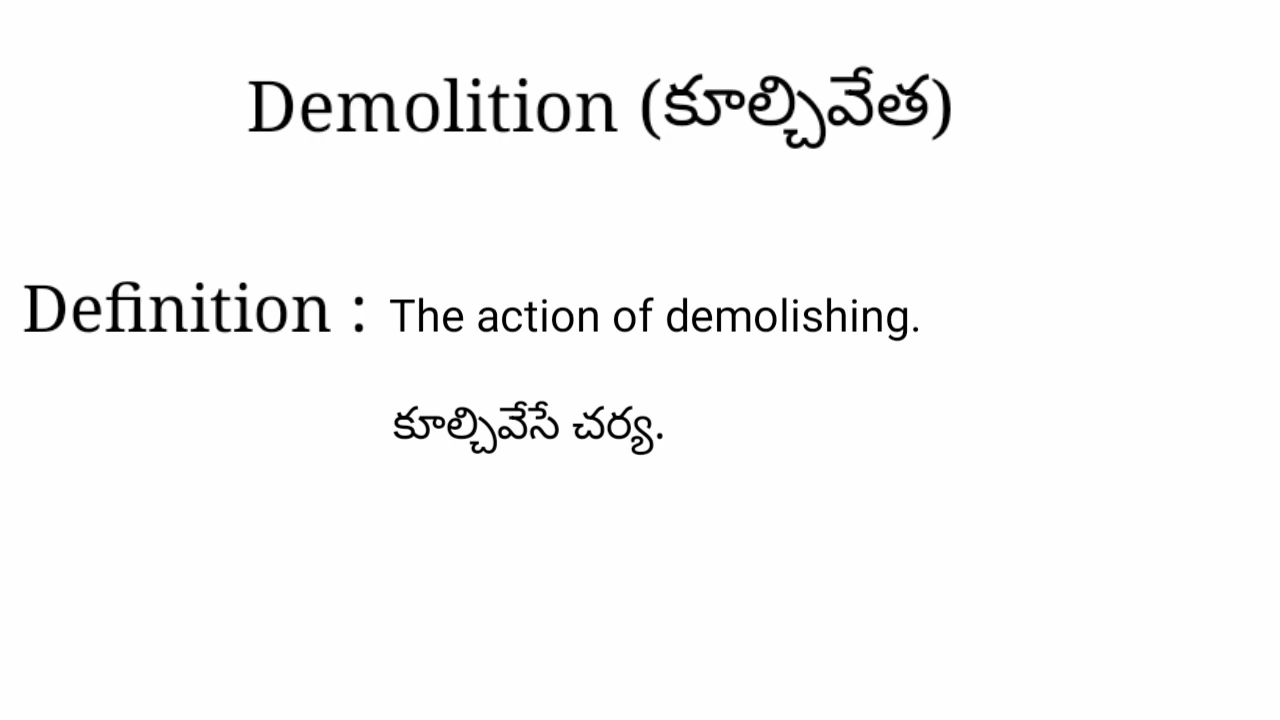 Demolition (కూల్చివేత)
Definition : The action of demolishing.
కూల్చివేసే చర్య.